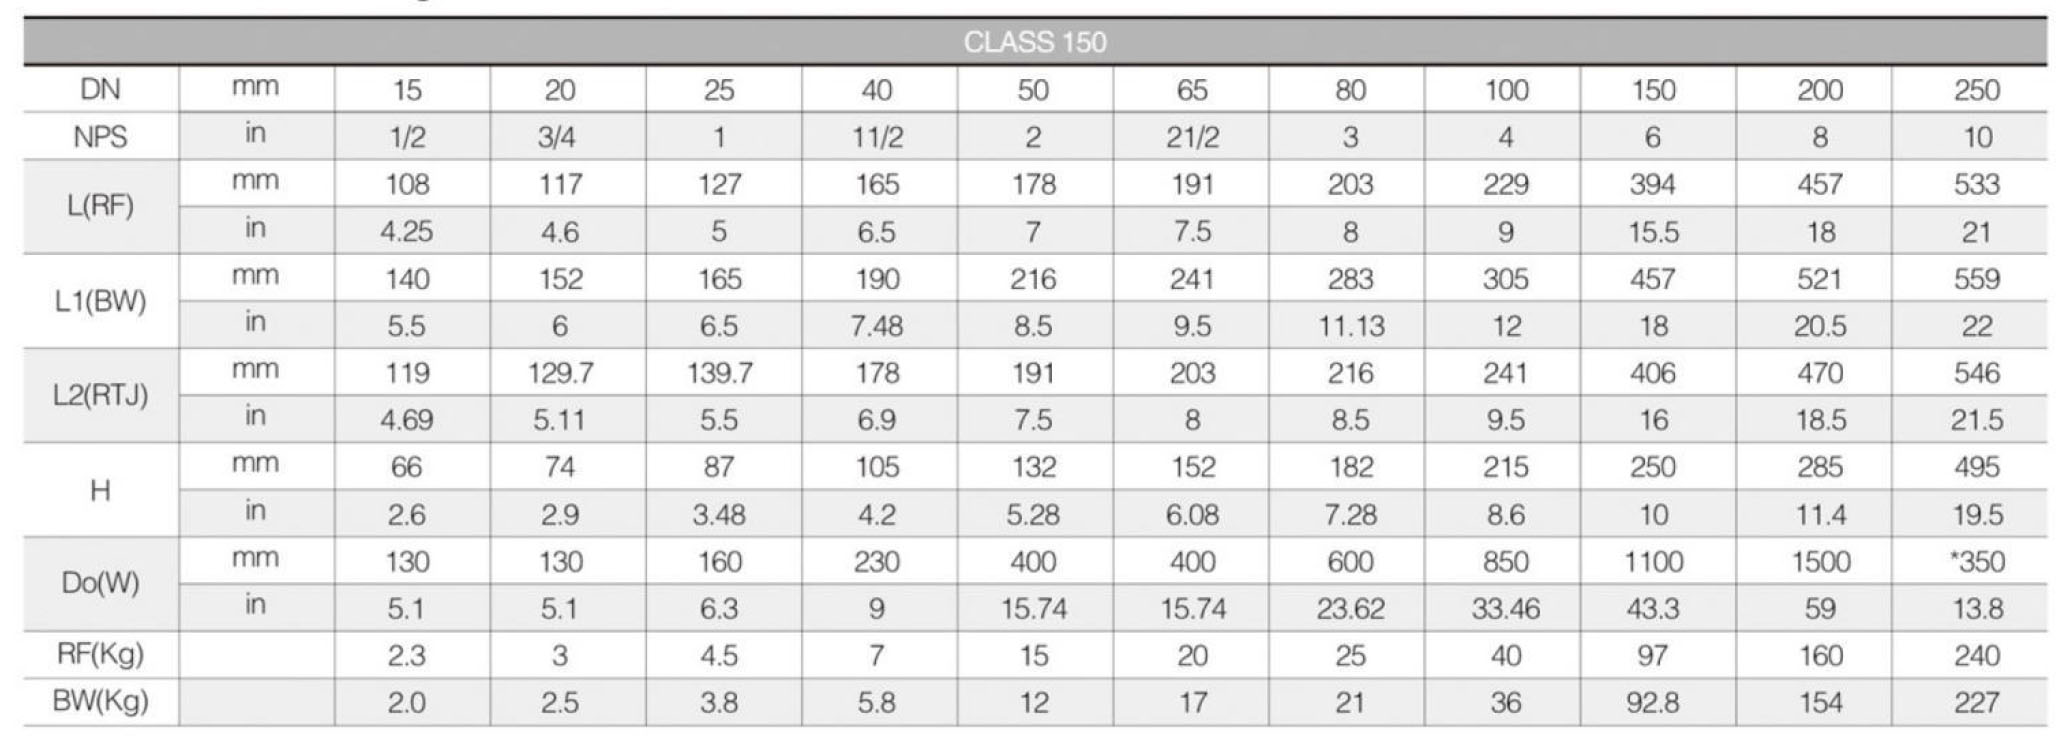 CLASS 150
DN mm 15 20 25 40 50 65 80 100 150 200 250
NPS in 1/2 3/4 1 11/2 2 21/2 3 4 6 8 10
L(RF) mm 108 117 127 165 178 191 203 229 394 457 533
in 4.25 4.6 5 6.5 7 7.5 8 9 15.5 18 21
L1(BW) mm 140 152 165 190 216 241 283 305 457 521 559
in 5.5 6 6.5 7.48 8.5 9.5 11.13 12 18 20.5 22
L2(RTJ) mm 119 129.7 139.7 178 191 203 216 241 406 470 546
in 4.69 5.11 5.5 6.9 7.5 8 8.5 9.5 16 18.5 21.5
H mm 66 74 87 105 132 152 182 215 250 285 495
in 2.6 2.9 3.48 4.2 5.28 6.08 7.28 8.6 10 11.4 19.5
Do(W) mm 130 130 160 230 400 400 600 850 1100 1500 *350
in 5.1 5.1 6.3 9 15.74 15.74 23.62 33.46 43.3 59 13.8
RF(Kg) 2.3 3 4.5 7 15 20 25 40 97 160 240
BW(Kg) 2.0 2.5 3.8 5.8 12 17 21 36 92.8 154 227